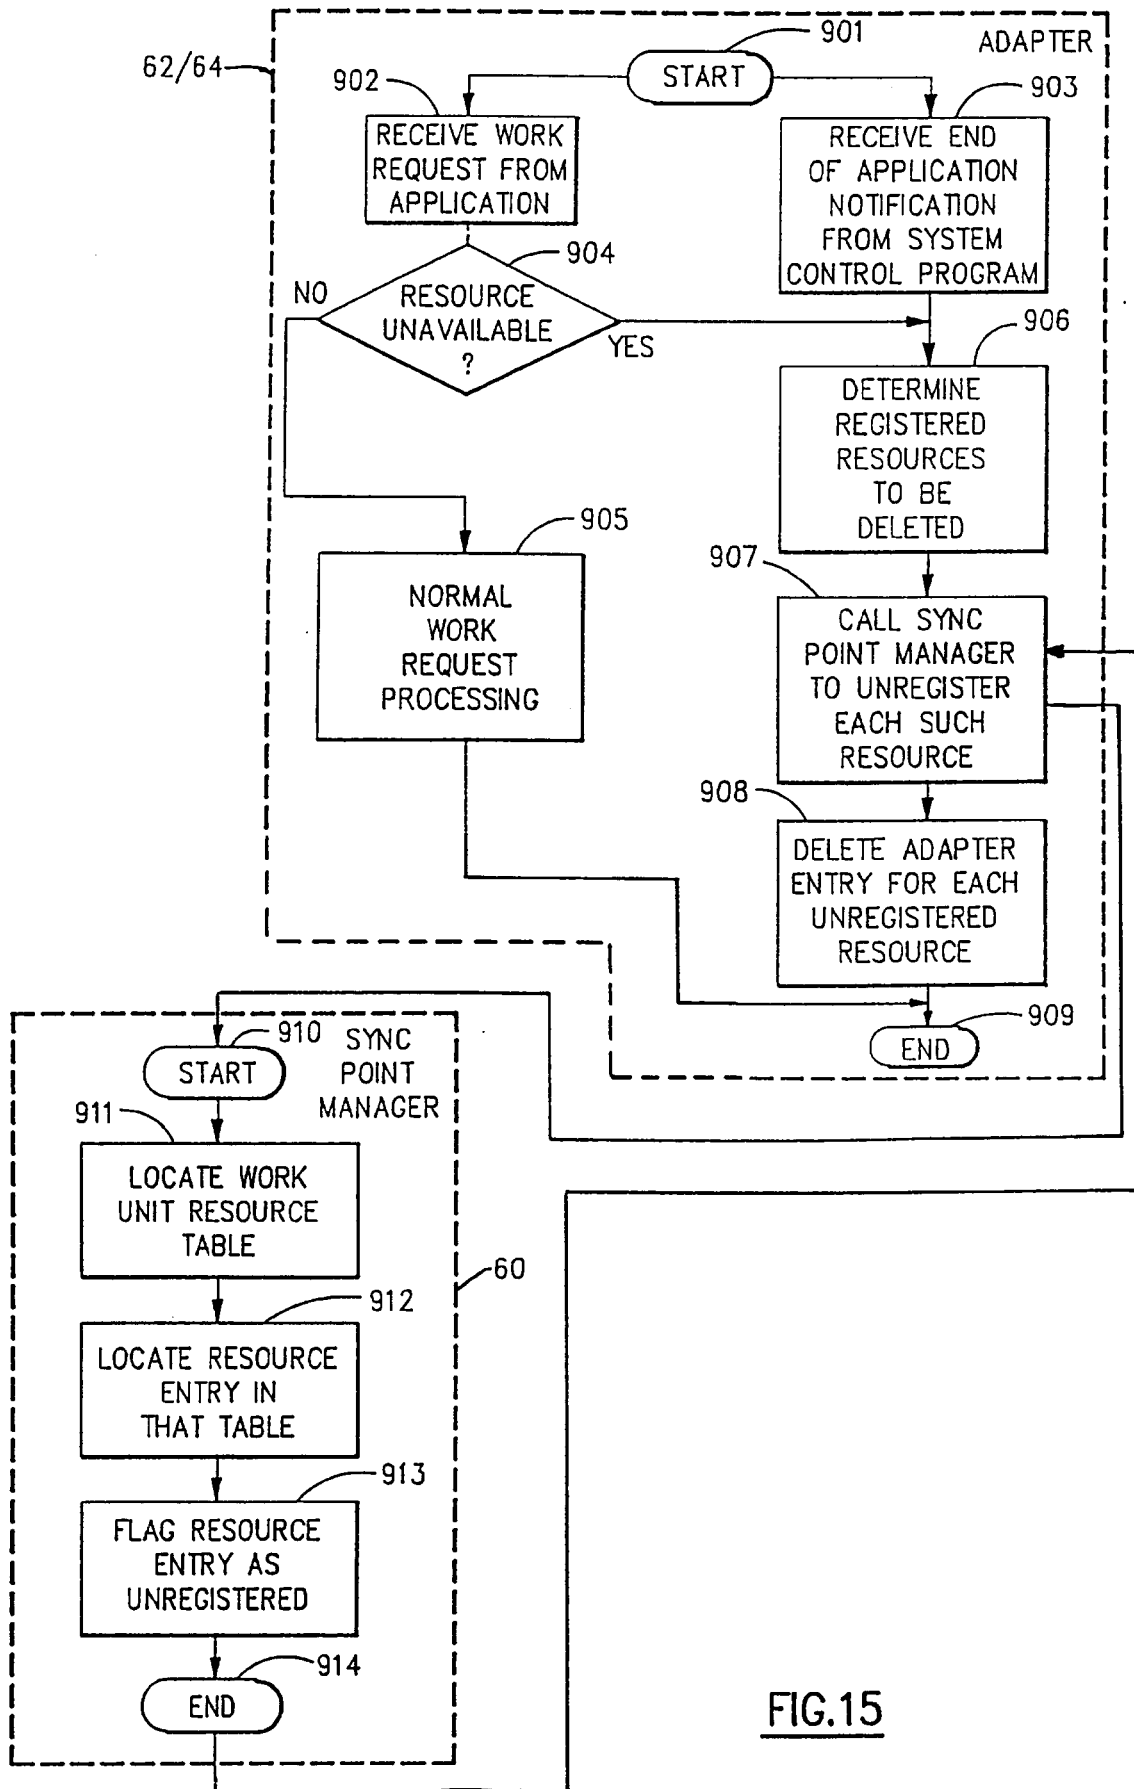 901
ADAPTER
62/64
START
902
903
RECEIVE WORK
REQUEST FROM
APPLICATION
RECEIVE END
OF APPLICATION
NOTIFICATION
FROM SYSTEM
CONTROL PROGRAM
904
NO
RESOURCE
UNAVAILABLE
?
YES
906
DETERMINE
REGISTERED
RESOURCES
TO BE
DELETED
905
NORMAL
WORK
REQUEST
PROCESSING
907
CALL SYNC
POINT MANAGER
TO UNREGISTER
EACH SUCH
RESOURCE
908
DELETE ADAPTER
ENTRY FOR EACH
UNREGISTERED
RESOURCE
909
END
910
START
SYNC
POINT
MANAGER
911
LOCATE WORK
UNIT RESOURCE
TABLE
60
912
LOCATE RESOURCE
ENTRY IN
THAT TABLE
913
FLAG RESOURCE
ENTRY AS
UNREGISTERED
914
END
FIG.15